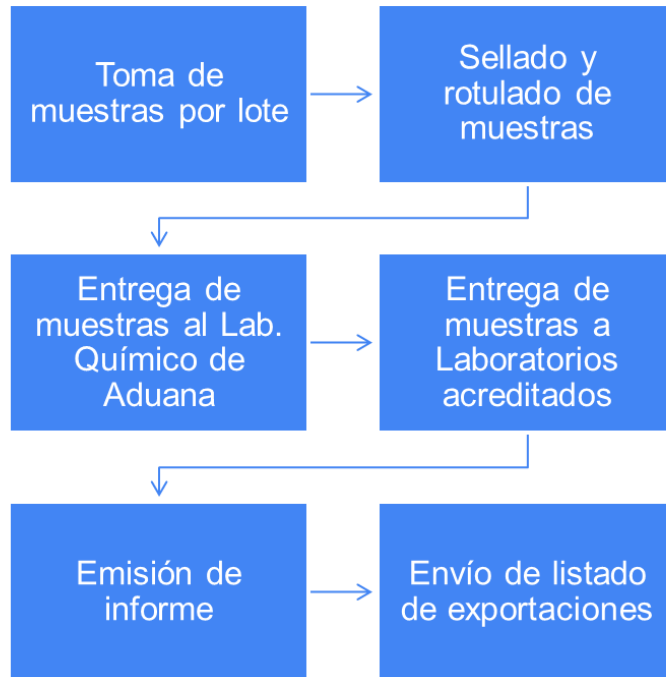 Toma de
muestras por lote
Sellado y
rotulado de
muestras
Entrega de
muestras al Lab.
Químico de
Aduana
Entrega de
muestras a
Laboratorios
acreditados
Emisión de
informe
Envío de listado
de exportaciones